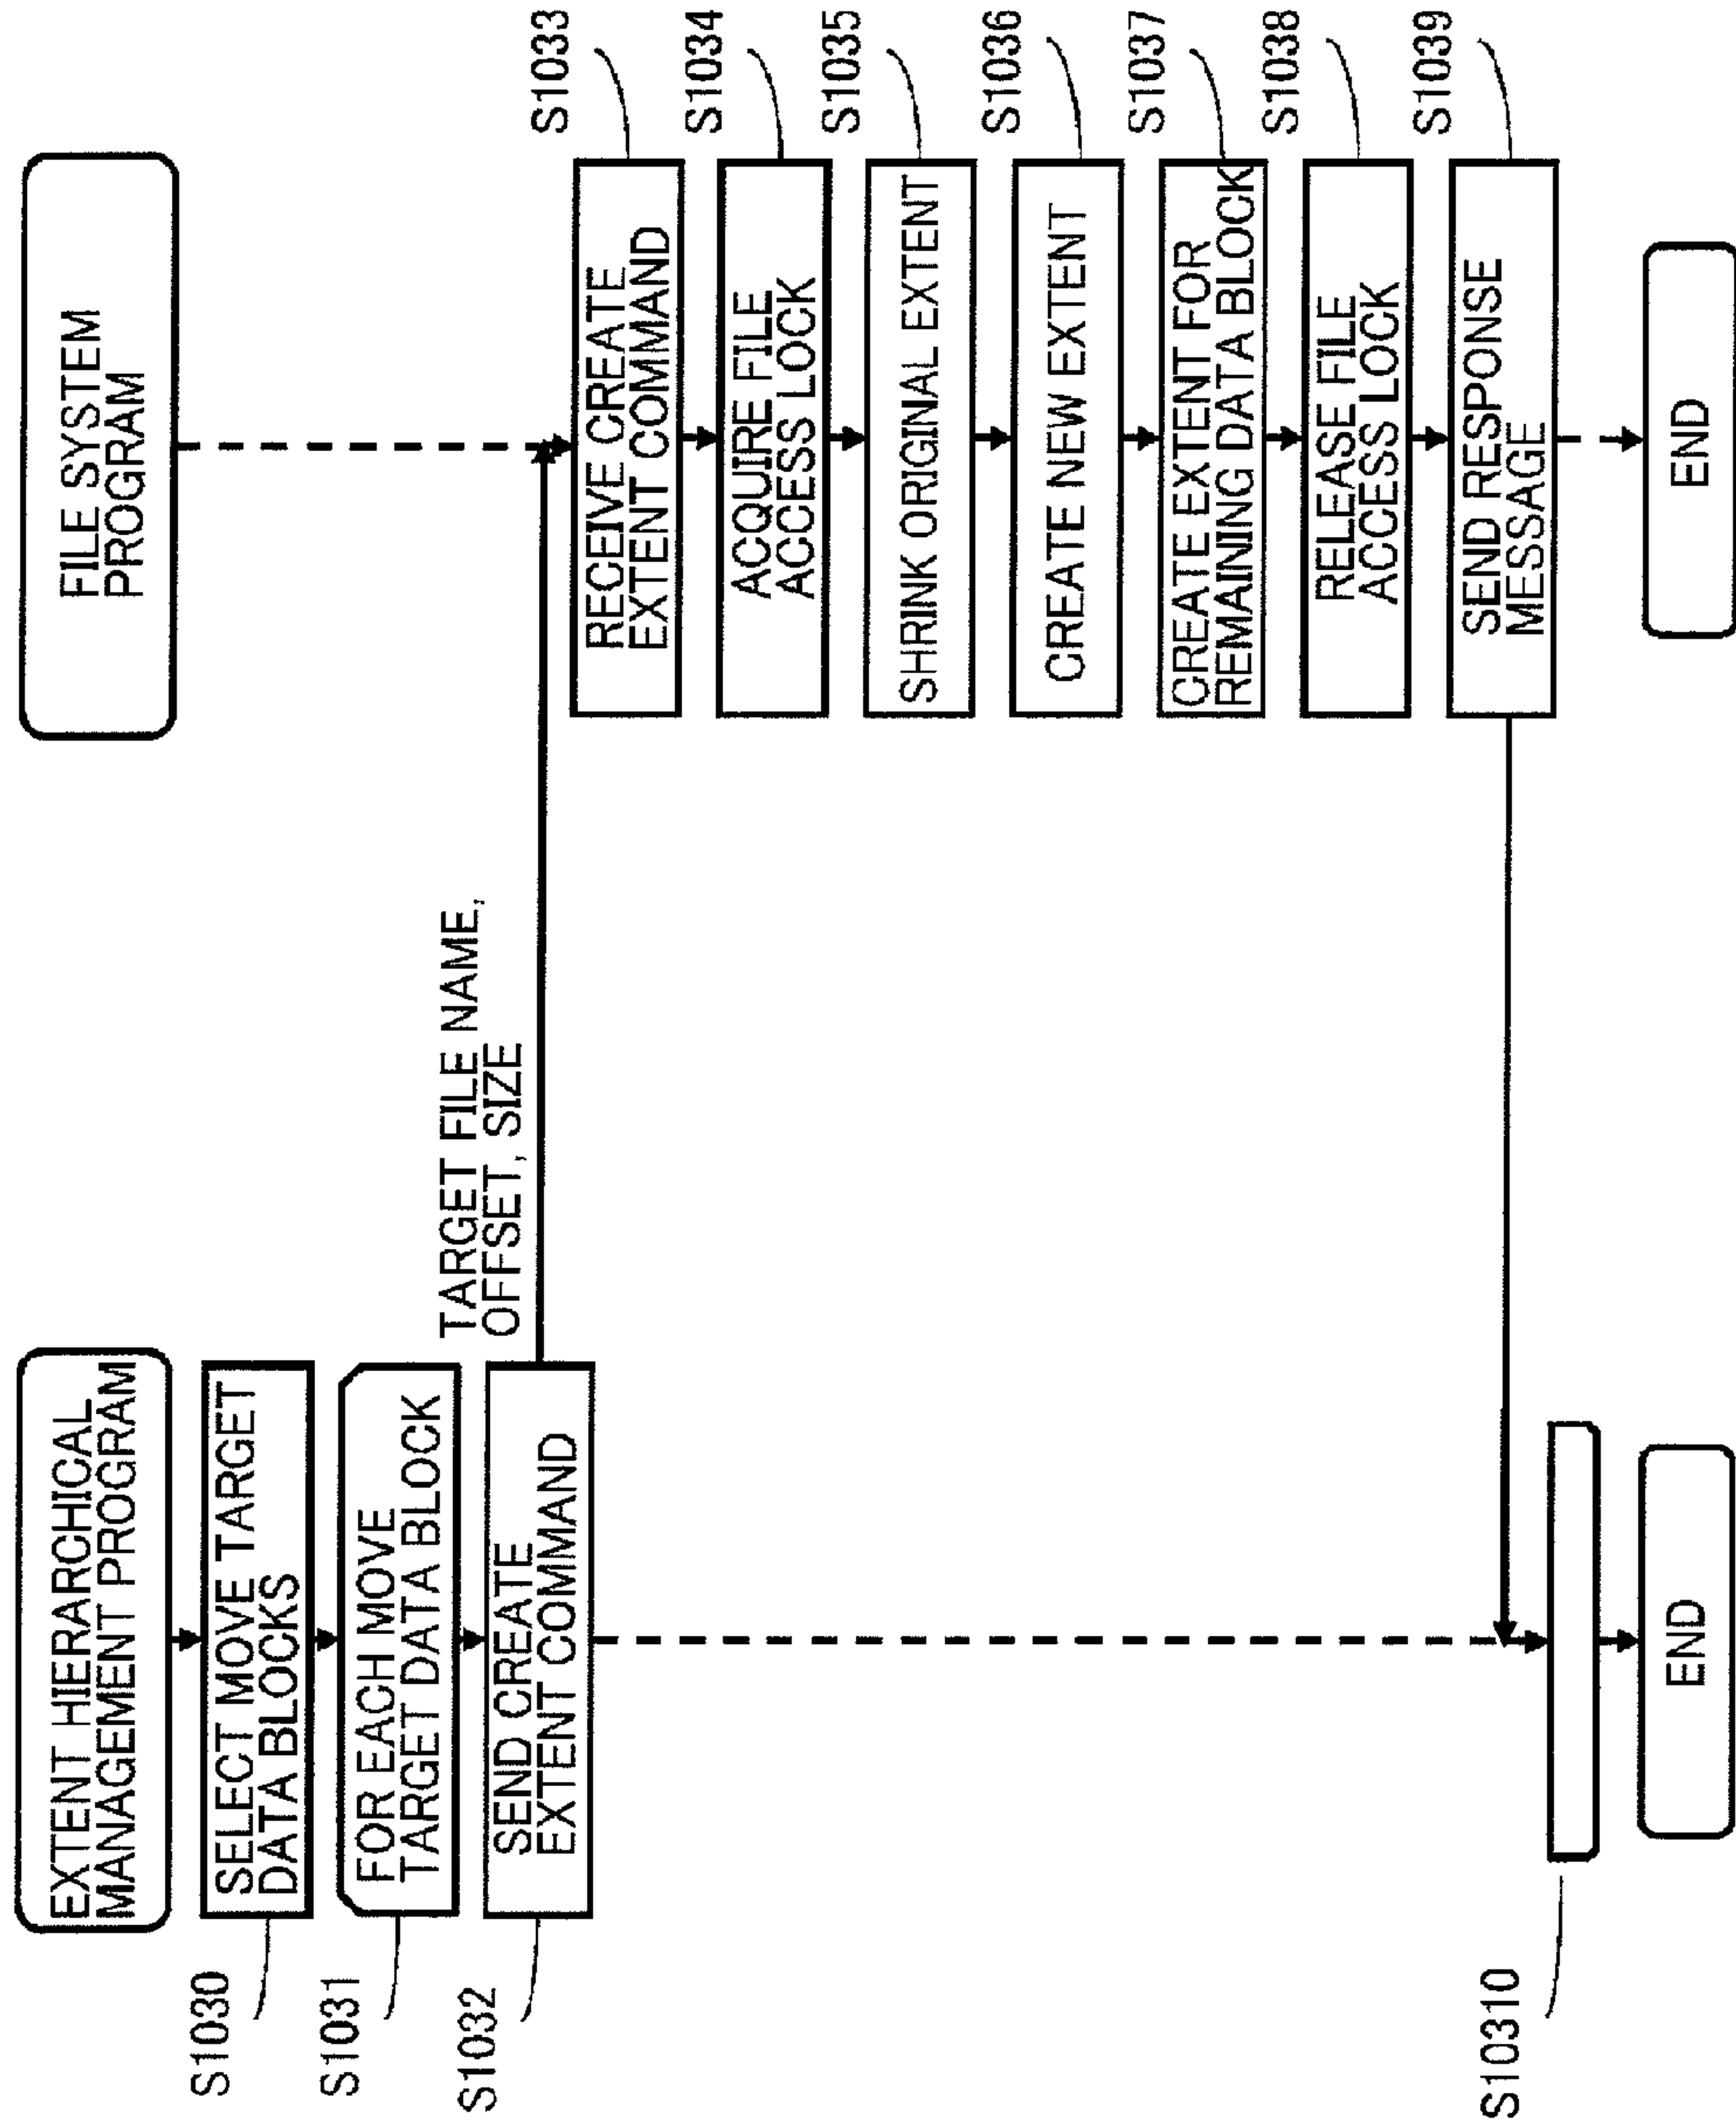 EXTENT HIERARCHICAL
MANAGEMENT PROGRAM
S1030
SELECT MOVE TARGET
DATA BLOCKS
S1031
FOR EACH MOVE
TARGET DATA BLOCK
S1032
SEND CREATE
EXTENT COMMAND
TARGET FILE NAME,
OFFSET, SIZE
S10310
END
FILE SYSTEM
PROGRAM
RECEIVE CREATE
EXTENT COMMAND
S1033
ACQUIRE FILE
ACCESS LOCK
S1034
SHRINK ORIGINAL EXTENT
S1035
CREATE NEW EXTENT
S1036
CREATE EXTENT FOR
REMAINING DATA BLOCK
S1037
RELEASE FILE
ACCESS LOCK
S1038
SEND RESPONSE
MESSAGE
S1039
END